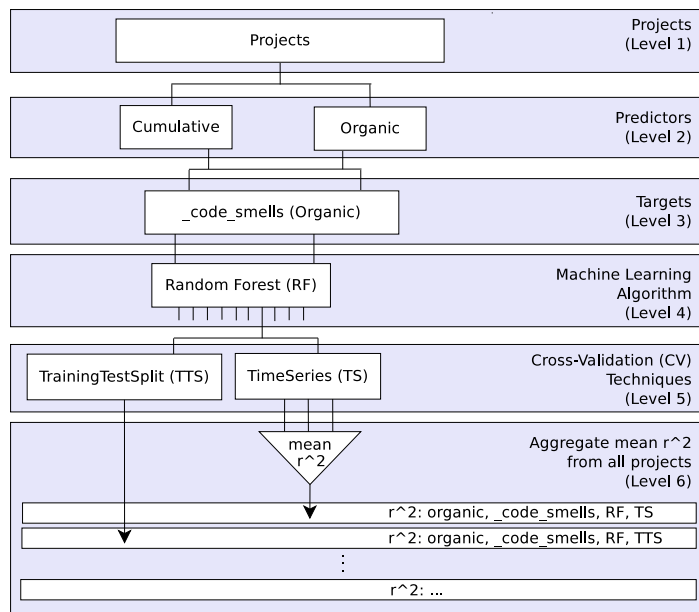 Projects
Projects
(Level 1)
Cumulative
Organic
Predictors
(Level 2)
_code_smells (Organic)
Targets
(Level 3)
Random Forest (RF)
Machine Learning
Algorithm
(Level 4)
TrainingTestSplit (TTS)
TimeSeries (TS)
Cross-Validation (CV)
Techniques
(Level 5)
mean
r^2
Aggregate mean r^2
from all projects
(Level 6)
r^2: organic, _code_smells, RF, TS
r^2: organic, _code_smells, RF, TTS
⋮
r^2: ...